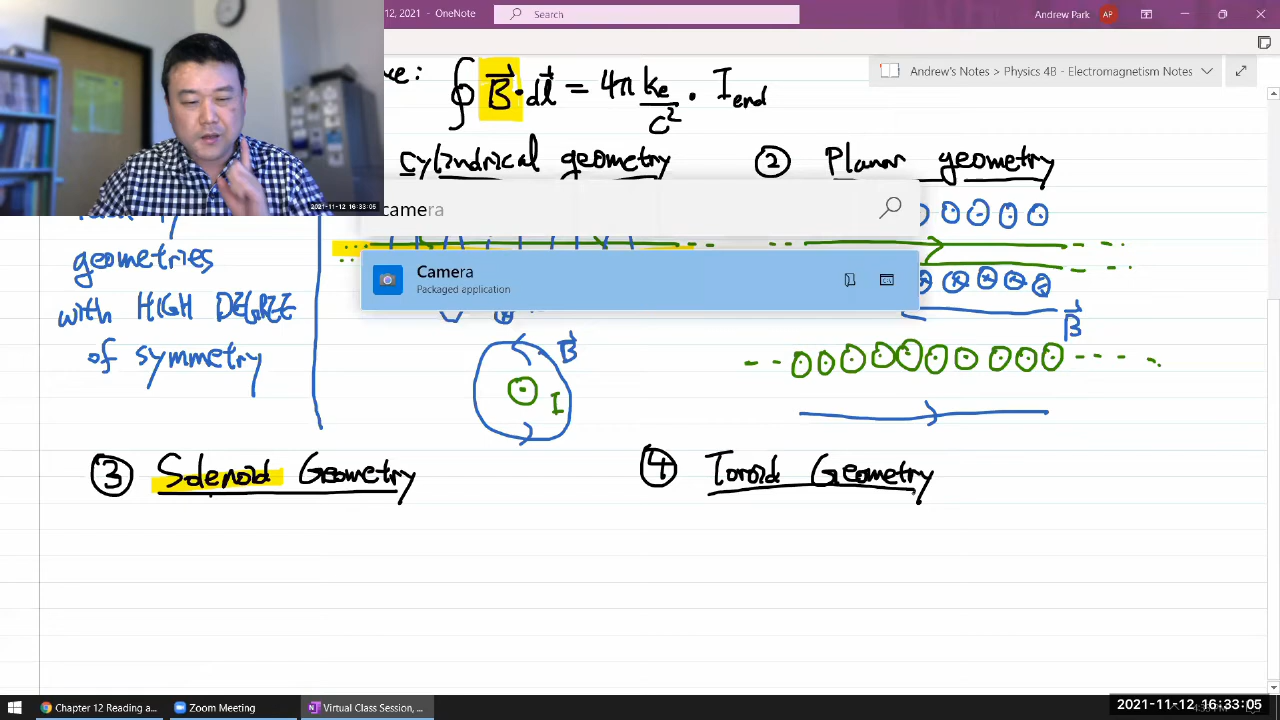 12, 2021 - OneNote
Search
Andrew Park AP
Andrew's Notes > Physics 4B - Electromagnetism Notes
: ∮ B⃗ · dl⃗ = 4π ke/c² · Iend
cylindrical geometry
② Planar geometry
2021-11-12 16:33:05
camera
geometries
with HIGH DEGREE
of symmetry
Camera
Packaged application
B⃗
B⃗
I
③ Solenoid Geometry
④ Toroid Geometry
Chapter 12 Reading a...
Zoom Meeting
Virtual Class Session, ...
2021-11-12 16:33:05